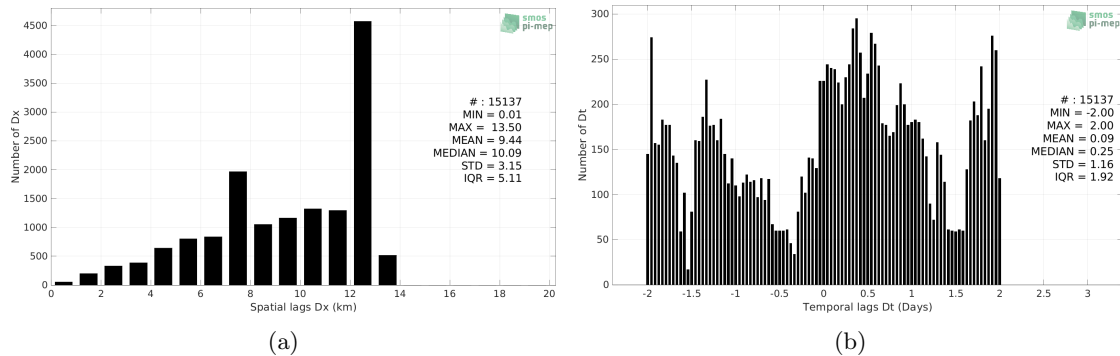 smos
pi-mep
Number of Dx
4500
4000
3500
3000
2500
2000
1500
1000
500
0
# : 15137
MIN = 0.01
MAX = 13.50
MEAN = 9.44
MEDIAN = 10.09
STD = 3.15
IQR = 5.11
0 2 4 6 8 10 12 14 16 18 20
Spatial lags Dx (km)
(a)
smos
pi-mep
Number of Dt
300
250
200
150
100
50
0
# : 15137
MIN = -2.00
MAX = 2.00
MEAN = 0.09
MEDIAN = 0.25
STD = 1.16
IQR = 1.92
-2 -1.5 -1 -0.5 0 0.5 1 1.5 2 2.5 3
Temporal lags Dt (Days)
(b)